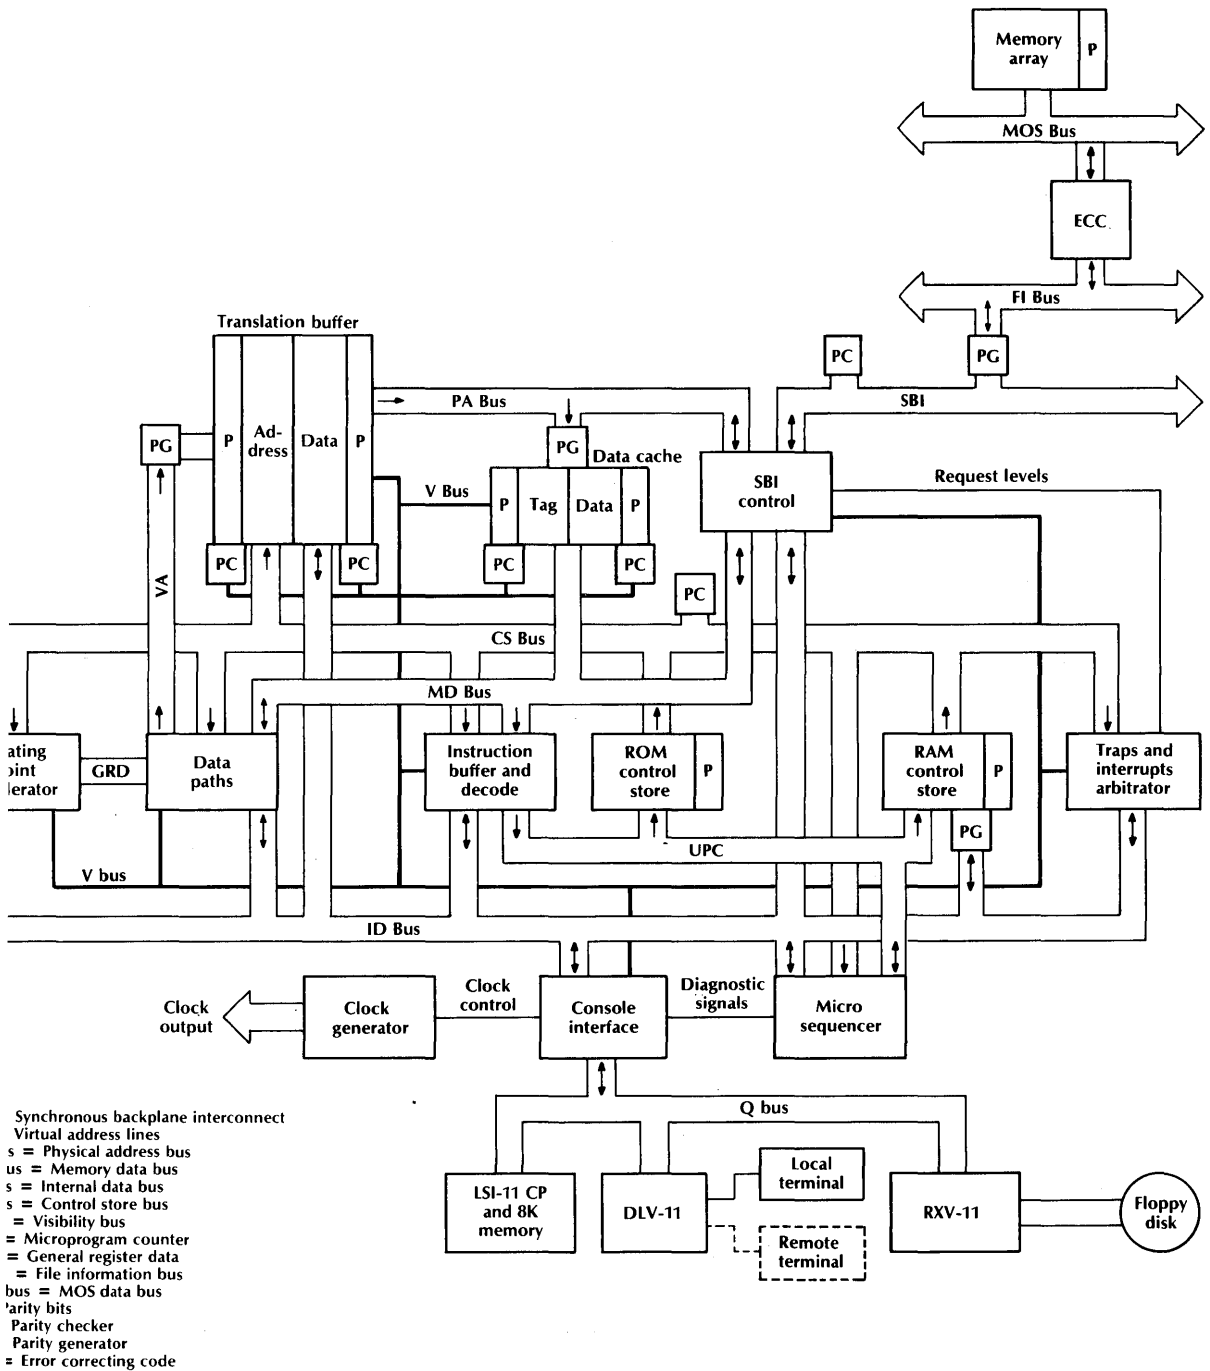 Memory
array
P
MOS Bus
ECC
FI Bus
Translation buffer
PC
PG
PA Bus
SBI
PG
P
Ad-
dress
Data
P
PG
Data cache
SBI
control
Request levels
V Bus
P
Tag
Data
P
PC
PC
PC
PC
VA
PC
CS Bus
MD Bus
ating
oint
lerator
GRD
Data
paths
Instruction
buffer and
decode
ROM
control
store
P
RAM
control
store
P
Traps and
interrupts
arbitrator
PG
UPC
V bus
ID Bus
Clock
output
Clock
generator
Clock
control
Console
interface
Diagnostic
signals
Micro
sequencer
Q bus
LSI-11 CP
and 8K
memory
DLV-11
Local
terminal
Remote
terminal
RXV-11
Floppy
disk
Synchronous backplane interconnect
Virtual address lines
s = Physical address bus
us = Memory data bus
s = Internal data bus
s = Control store bus
= Visibility bus
= Microprogram counter
= General register data
= File information bus
bus = MOS data bus
Parity bits
Parity checker
Parity generator
= Error correcting code